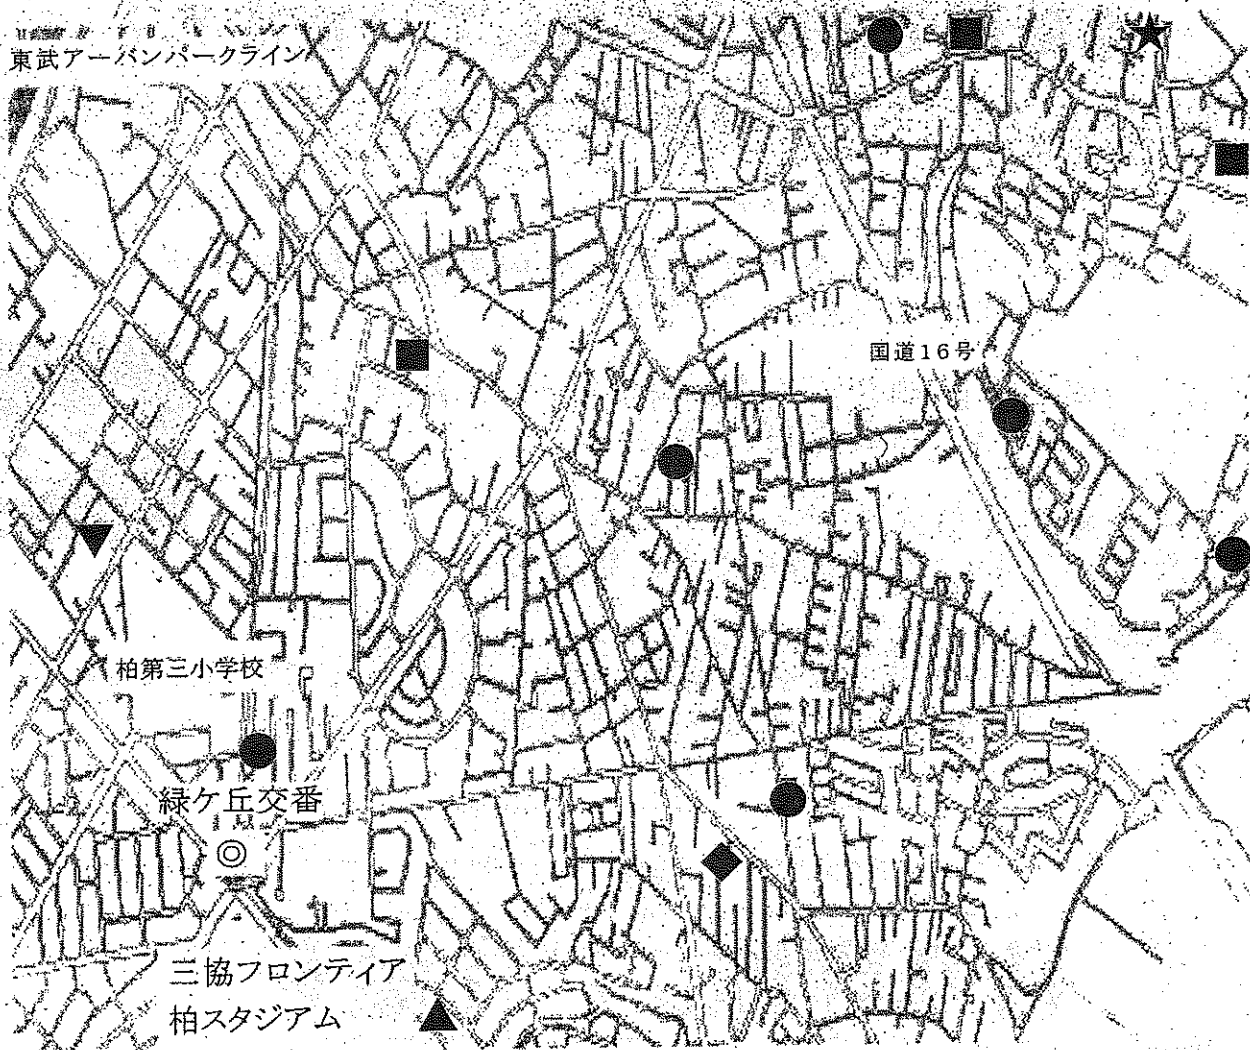 東武アーバンパークライン
国道16号
柏第三小学校
緑ケ丘交番
三協フロンティア
柏スタジアム